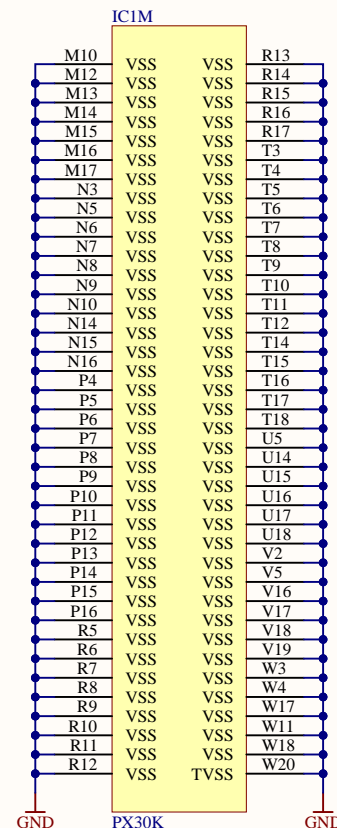 IC1M
M10 VSS VSS R13
M12 VSS VSS R14
M13 VSS VSS R15
M14 VSS VSS R16
M15 VSS VSS R17
M16 VSS VSS T3
M17 VSS VSS T4
N3 VSS VSS T5
N5 VSS VSS T6
N6 VSS VSS T7
N7 VSS VSS T8
N8 VSS VSS T9
N9 VSS VSS T10
N10 VSS VSS T11
N14 VSS VSS T12
N15 VSS VSS T14
N16 VSS VSS T15
P4 VSS VSS T16
P5 VSS VSS T17
P6 VSS VSS T18
P7 VSS VSS U5
P8 VSS VSS U14
P9 VSS VSS U15
P10 VSS VSS U16
P11 VSS VSS U17
P12 VSS VSS U18
P13 VSS VSS V2
P14 VSS VSS V5
P15 VSS VSS V16
P16 VSS VSS V17
R5 VSS VSS V18
R6 VSS VSS V19
R7 VSS VSS W3
R8 VSS VSS W4
R9 VSS VSS W17
R10 VSS VSS W11
R11 VSS VSS W18
R12 VSS TVSS W20
GND PX30K GND